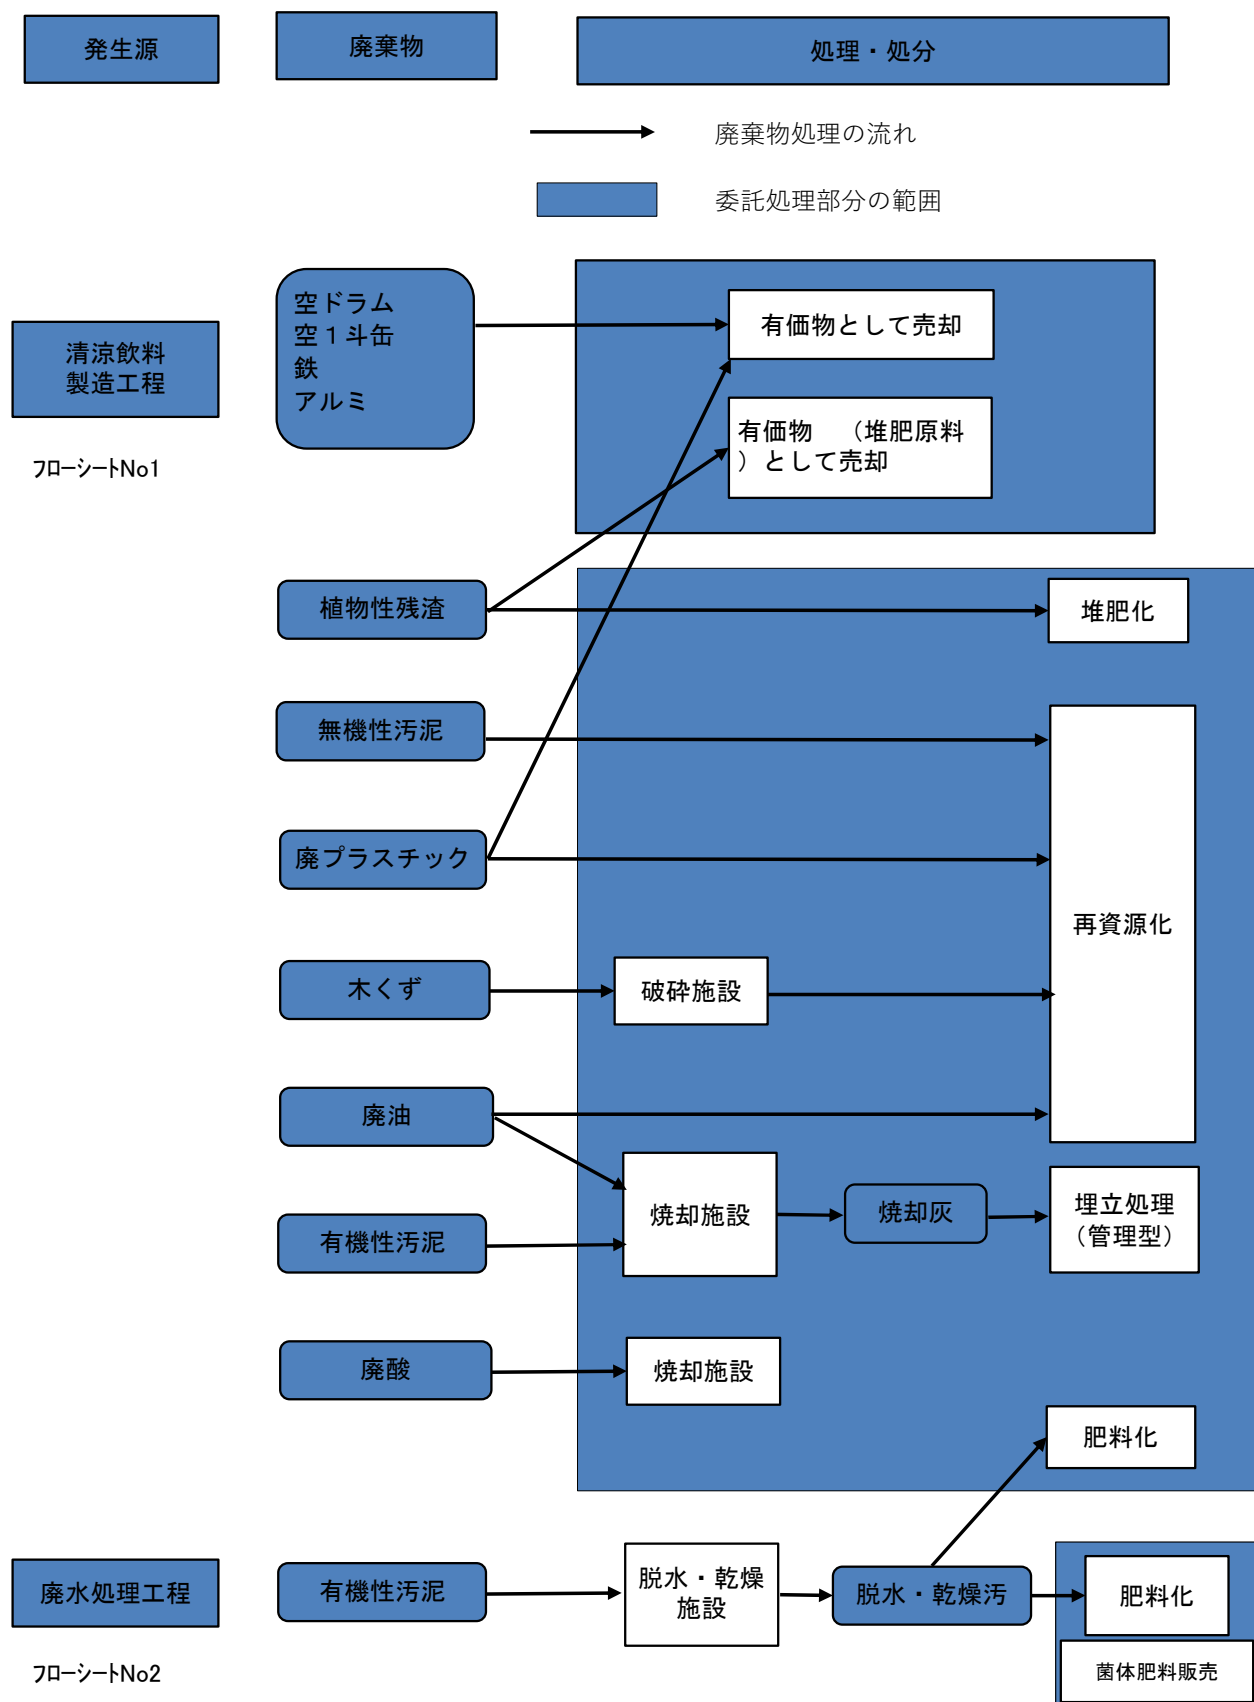 発生源
廃棄物
処理・処分
廃棄物処理の流れ
委託処理部分の範囲
空ドラム
空１斗缶
鉄
アルミ
清涼飲料
製造工程
ﾌﾛｰｼｰﾄNo1
有価物として売却
有価物　（堆肥原料
）として売却
植物性残渣
堆肥化
無機性汚泥
廃プラスチック
再資源化
木くず
破砕施設
廃油
焼却施設
焼却灰
埋立処理
（管理型）
有機性汚泥
廃酸
焼却施設
肥料化
廃水処理工程
有機性汚泥
脱水・乾燥
施設
脱水・乾燥汚
肥料化
菌体肥料販売
ﾌﾛｰｼｰﾄNo2